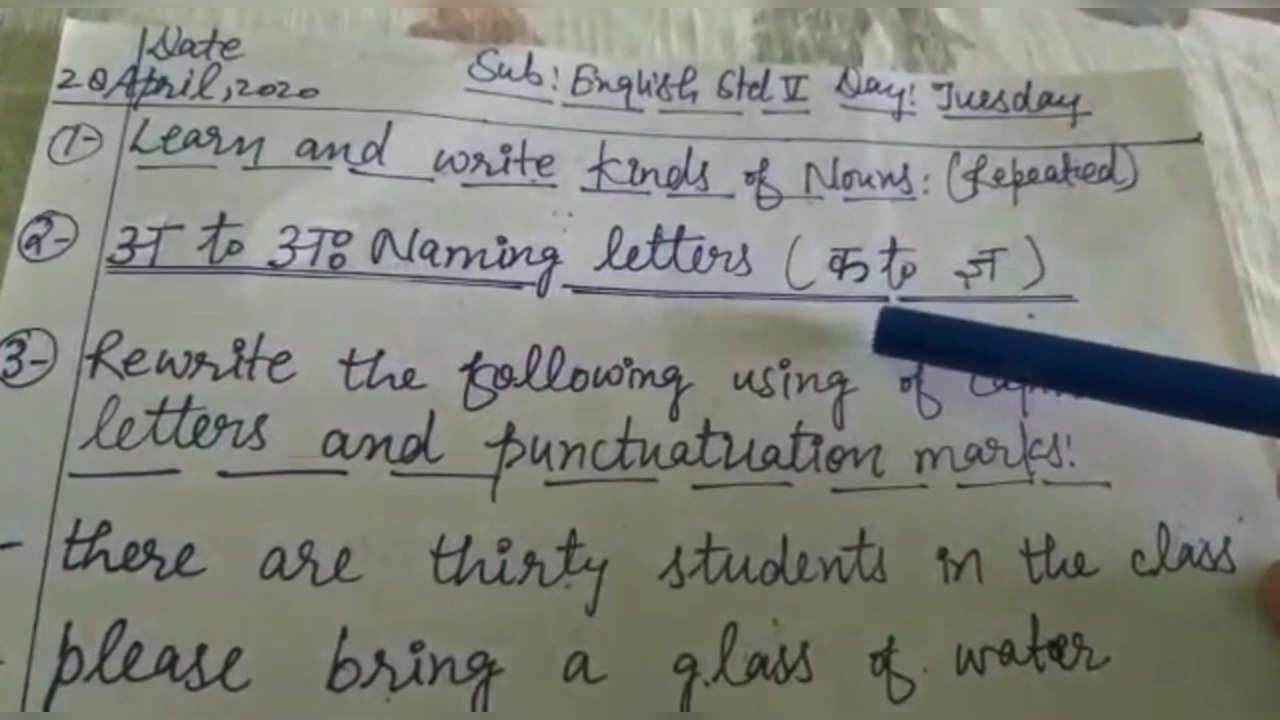 Date
28 April, 2020 Sub: English Std V Day: Tuesday
1- Learn and write kinds of Nouns: (Repeated)
2- अ to अः Naming letters (क to ज्ञ)
3- Rewrite the following using of
letters and punctuatuation marks:
- there are thirty students in the class
- please bring a glass of water